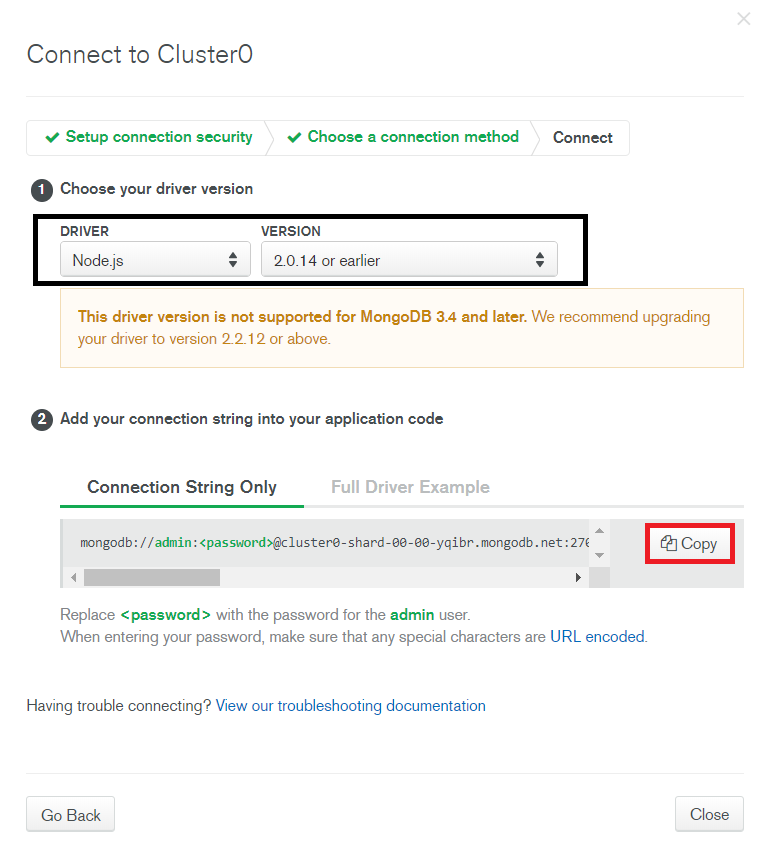 Connect to Cluster0
Setup connection security
Choose a connection method
Connect
1 Choose your driver version
DRIVER
VERSION
Node.js
2.0.14 or earlier
This driver version is not supported for MongoDB 3.4 and later. We recommend upgrading
your driver to version 2.2.12 or above.
2 Add your connection string into your application code
Connection String Only
Full Driver Example
mongodb://admin:<password>@cluster0-shard-00-00-yqibr.mongodb.net:270
Copy
Replace <password> with the password for the admin user.
When entering your password, make sure that any special characters are URL encoded.
Having trouble connecting? View our troubleshooting documentation
Go Back
Close